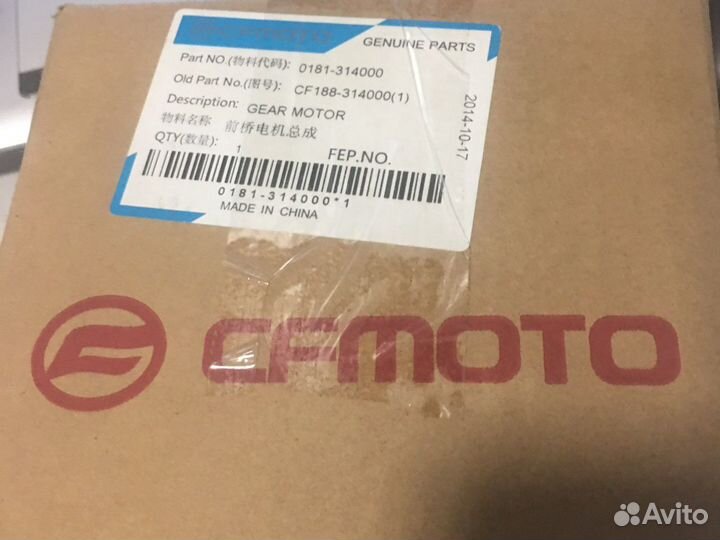 GENUINE PARTS
Part NO.(物料代码): 0181-314000
Old Part No.(图号): CF188-314000(1)
Description: GEAR MOTOR
物料名称: 前桥电机总成
QTY(数量): 1
FEP.NO.
0181-314000*1
MADE IN CHINA
2014-10-17
CFMOTO
Avito